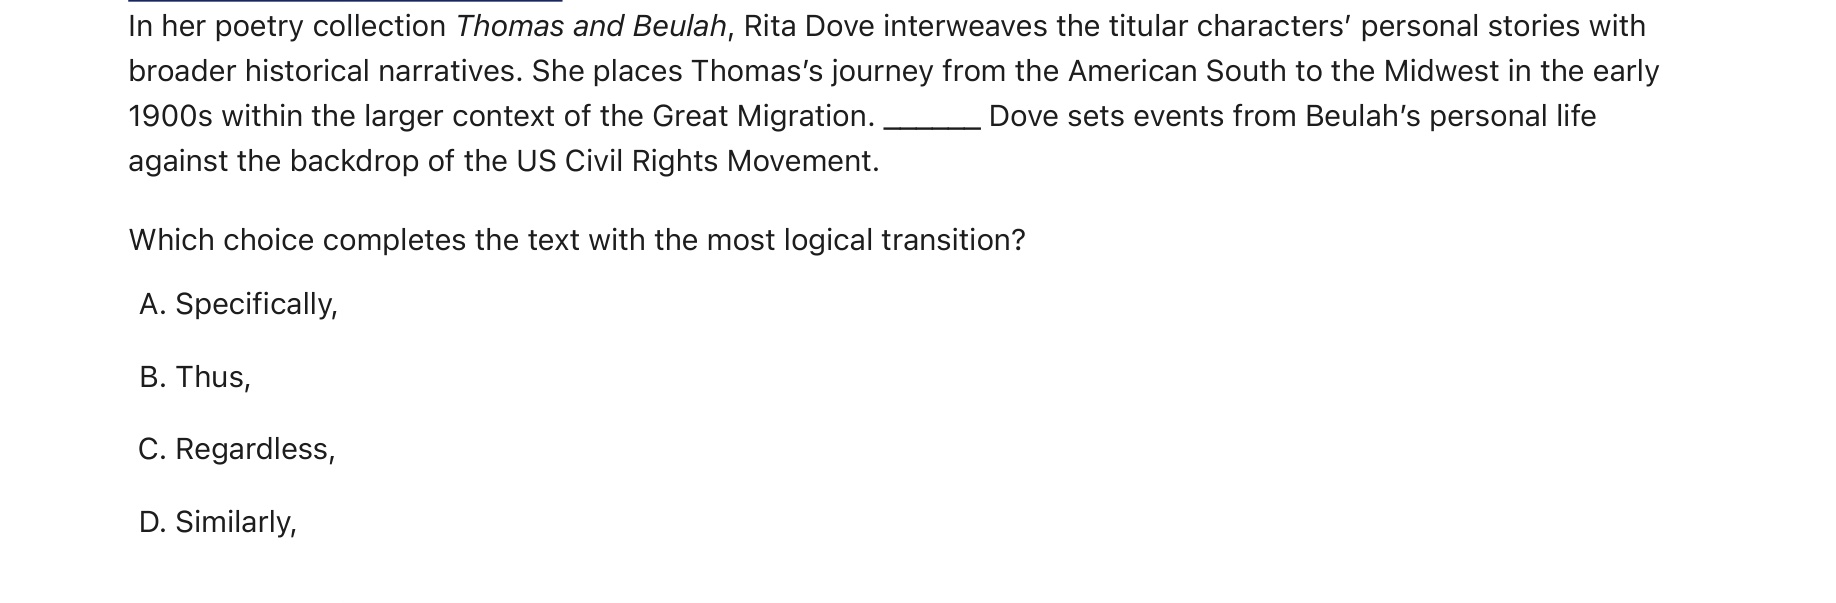 In her poetry collection Thomas and Beulah, Rita Dove interweaves the titular characters’ personal stories with
broader historical narratives. She places Thomas’s journey from the American South to the Midwest in the early
1900s within the larger context of the Great Migration. ______ Dove sets events from Beulah’s personal life
against the backdrop of the US Civil Rights Movement.
Which choice completes the text with the most logical transition?
A. Specifically,
B. Thus,
C. Regardless,
D. Similarly,